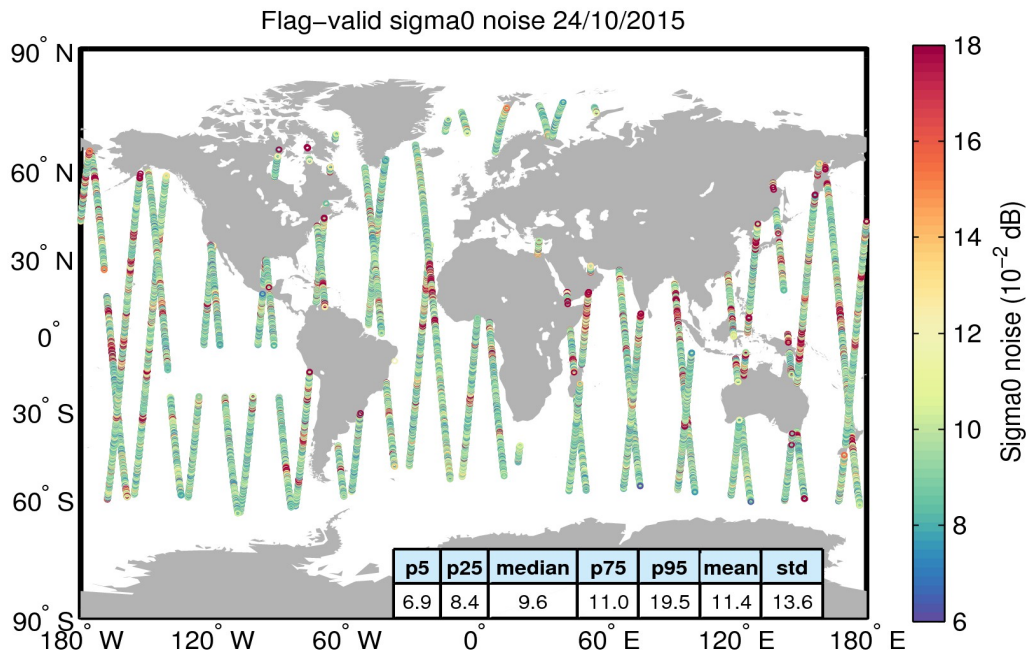 Flag−valid sigma0 noise 24/10/2015
90° N
60° N
30° N
0°
30° S
60° S
90° S
180° W
120° W
60° W
0°
60° E
120° E
180° E
p5 p25 median p75 p95 mean std
6.9 8.4 9.6 11.0 19.5 11.4 13.6
18
16
14
12
10
8
6
Sigma0 noise (10⁻² dB)